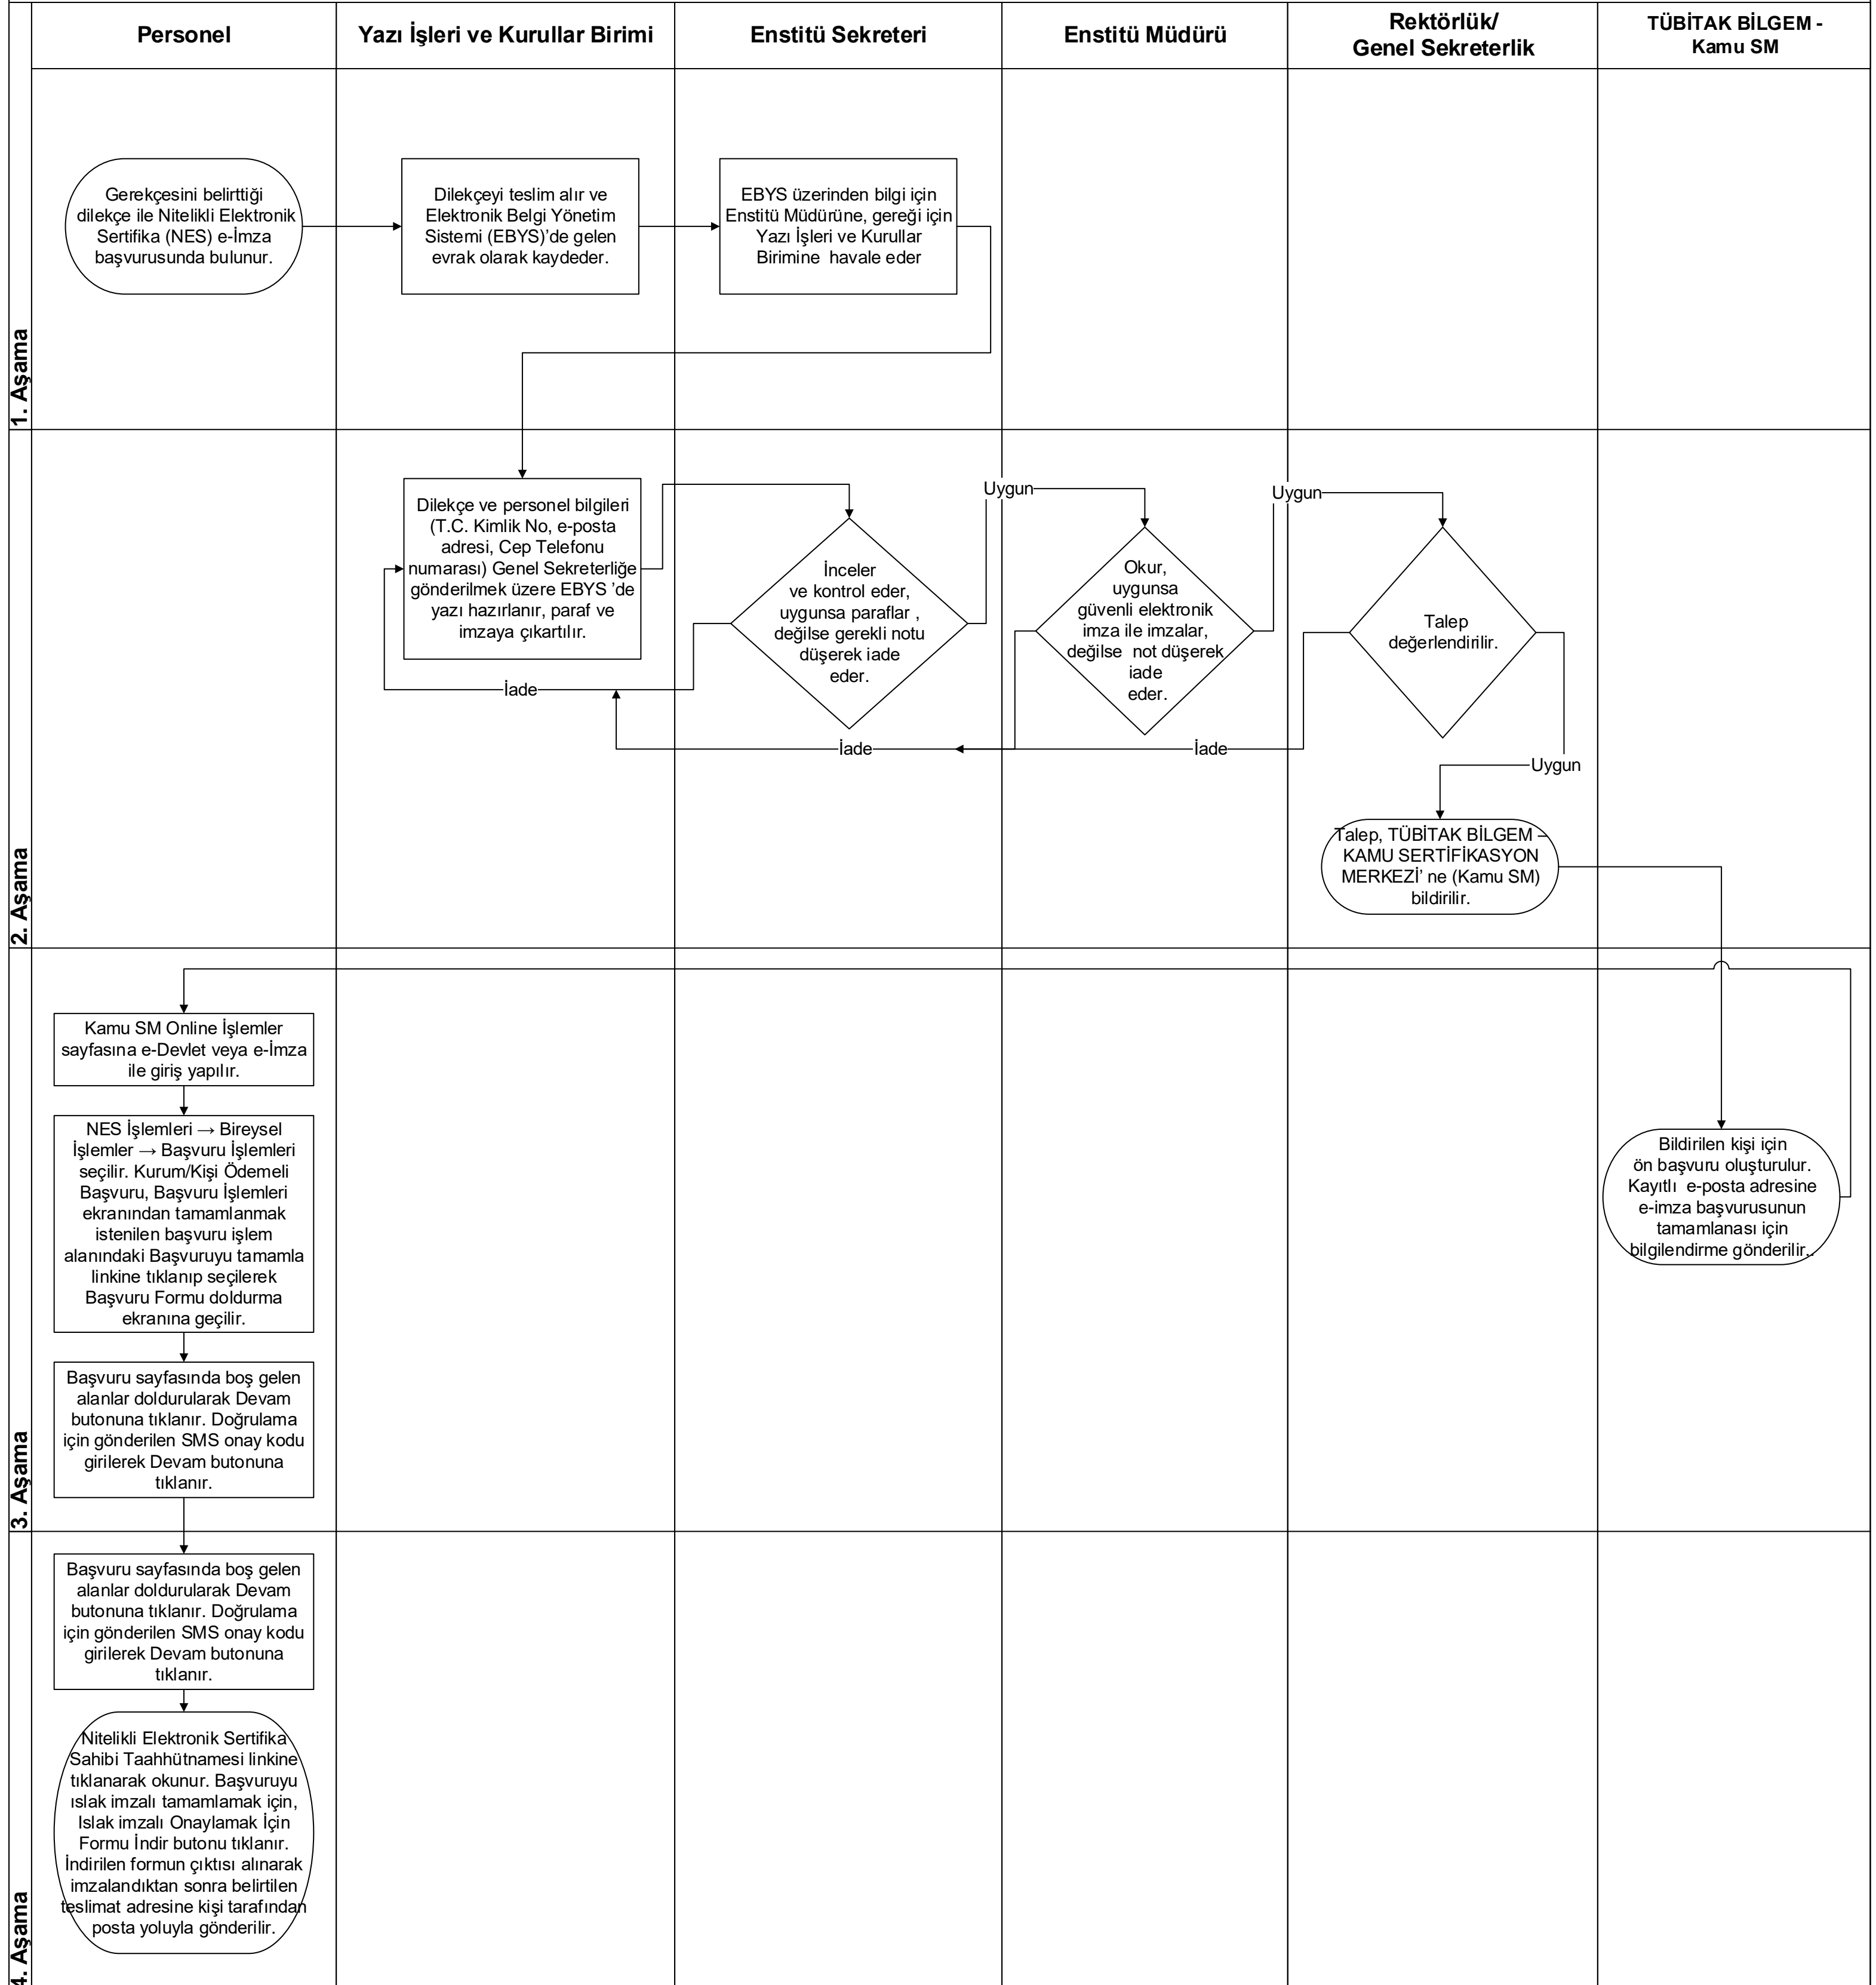 Personel
Yazı İşleri ve Kurullar Birimi
Enstitü Sekreteri
Enstitü Müdürü
Rektörlük/
Genel Sekreterlik
TÜBİTAK BİLGEM -
Kamu SM
1. Aşama
Gerekçesini belirttiği
dilekçe ile Nitelikli Elektronik
Sertifika (NES) e-İmza
başvurusunda bulunur.
Dilekçeyi teslim alır ve
Elektronik Belgi Yönetim
Sistemi (EBYS)’de gelen
evrak olarak kaydeder.
EBYS üzerinden bilgi için
Enstitü Müdürüne, gereği için
Yazı İşleri ve Kurullar
Birimine havale eder
2. Aşama
Dilekçe ve personel bilgileri
(T.C. Kimlik No, e-posta
adresi, Cep Telefonu
numarası) Genel Sekreterliğe
gönderilmek üzere EBYS ’de
yazı hazırlanır, paraf ve
imzaya çıkartılır.
İade
İnceler
ve kontrol eder,
uygunsa paraflar ,
değilse gerekli notu
düşerek iade
eder.
Uygun
İade
Okur,
uygunsa
güvenli elektronik
imza ile imzalar,
değilse not düşerek
iade
eder.
Uygun
İade
Talep
değerlendirilir.
Uygun
Talep, TÜBİTAK BİLGEM –
KAMU SERTİFİKASYON
MERKEZİ’ ne (Kamu SM)
bildirilir.
3. Aşama
Kamu SM Online İşlemler
sayfasına e-Devlet veya e-İmza
ile giriş yapılır.
NES İşlemleri → Bireysel
İşlemler → Başvuru İşlemleri
seçilir. Kurum/Kişi Ödemeli
Başvuru, Başvuru İşlemleri
ekranından tamamlanmak
istenilen başvuru işlem
alanındaki Başvuruyu tamamla
linkine tıklanıp seçilerek
Başvuru Formu doldurma
ekranına geçilir.
Başvuru sayfasında boş gelen
alanlar doldurularak Devam
butonuna tıklanır. Doğrulama
için gönderilen SMS onay kodu
girilerek Devam butonuna
tıklanır.
Bildirilen kişi için
ön başvuru oluşturulur.
Kayıtlı e-posta adresine
e-imza başvurusunun
tamamlanası için
bilgilendirme gönderilir..
4. Aşama
Başvuru sayfasında boş gelen
alanlar doldurularak Devam
butonuna tıklanır. Doğrulama
için gönderilen SMS onay kodu
girilerek Devam butonuna
tıklanır.
Nitelikli Elektronik Sertifika
Sahibi Taahhütnamesi linkine
tıklanarak okunur. Başvuruyu
ıslak imzalı tamamlamak için,
Islak imzalı Onaylamak İçin
Formu İndir butonu tıklanır.
İndirilen formun çıktısı alınarak
imzalandıktan sonra belirtilen
teslimat adresine kişi tarafından
posta yoluyla gönderilir.